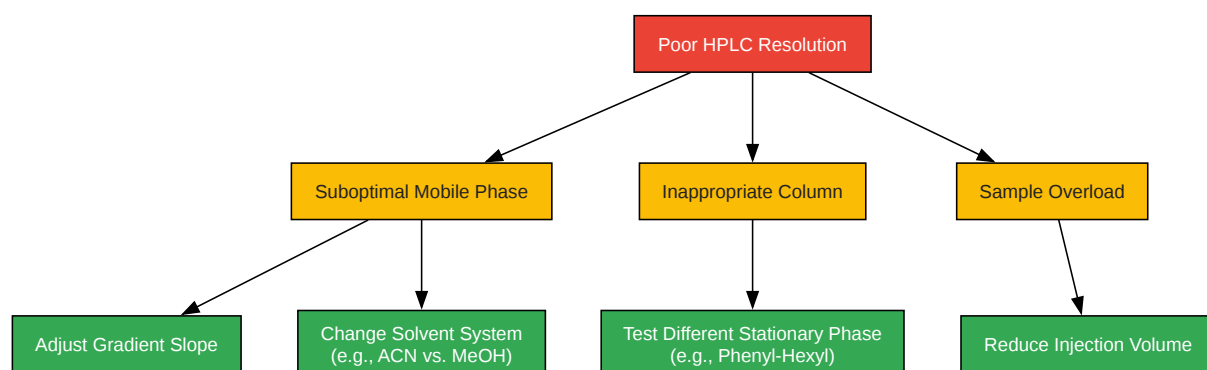 Poor HPLC Resolution
Suboptimal Mobile Phase
Inappropriate Column
Sample Overload
Adjust Gradient Slope
Change Solvent System
(e.g., ACN vs. MeOH)
Test Different Stationary Phase
(e.g., Phenyl-Hexyl)
Reduce Injection Volume